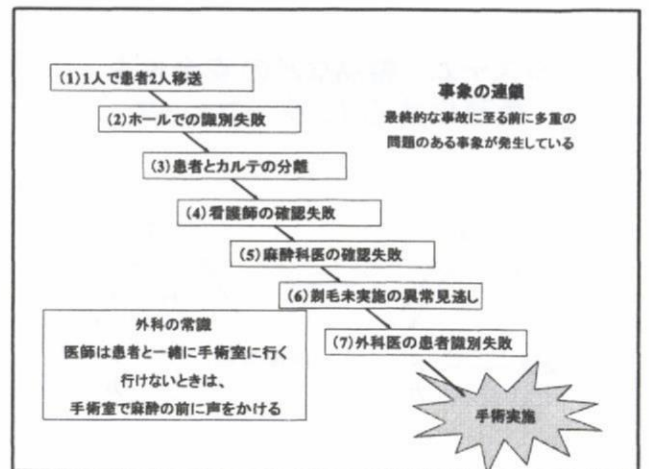 (1)1人で患者2人移送
事象の連鎖
最終的な事故に至る前に多重の
問題のある事象が発生している
(2)ホールでの識別失敗
(3)患者とカルテの分離
(4)看護師の確認失敗
(5)麻酔科医の確認失敗
(6)剃毛未実施の異常見逃し
(7)外科医の患者識別失敗
外科の常識
医師は患者と一緒に手術室に行く
行けないときは、
手術室で麻酔の前に声をかける
手術実施